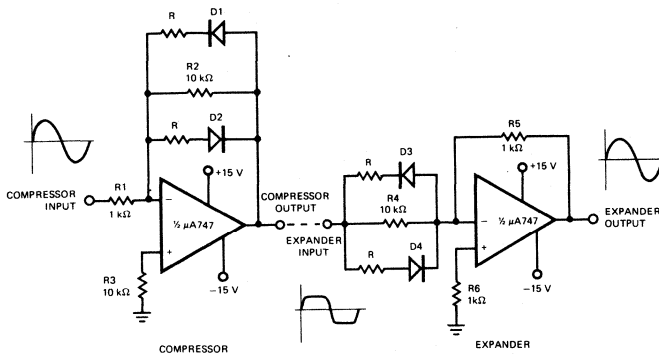 R
D1
R2
10 kΩ
R
D2
+15 V
COMPRESSOR
INPUT
R1
1 kΩ
−
½ μA747
+
R3
10 kΩ
−15 V
COMPRESSOR
OUTPUT
EXPANDER
INPUT
R
D3
R4
10 kΩ
R
D4
R5
1 kΩ
+15 V
−
½ μA747
+
R6
1kΩ
−15 V
EXPANDER
OUTPUT
COMPRESSOR
EXPANDER